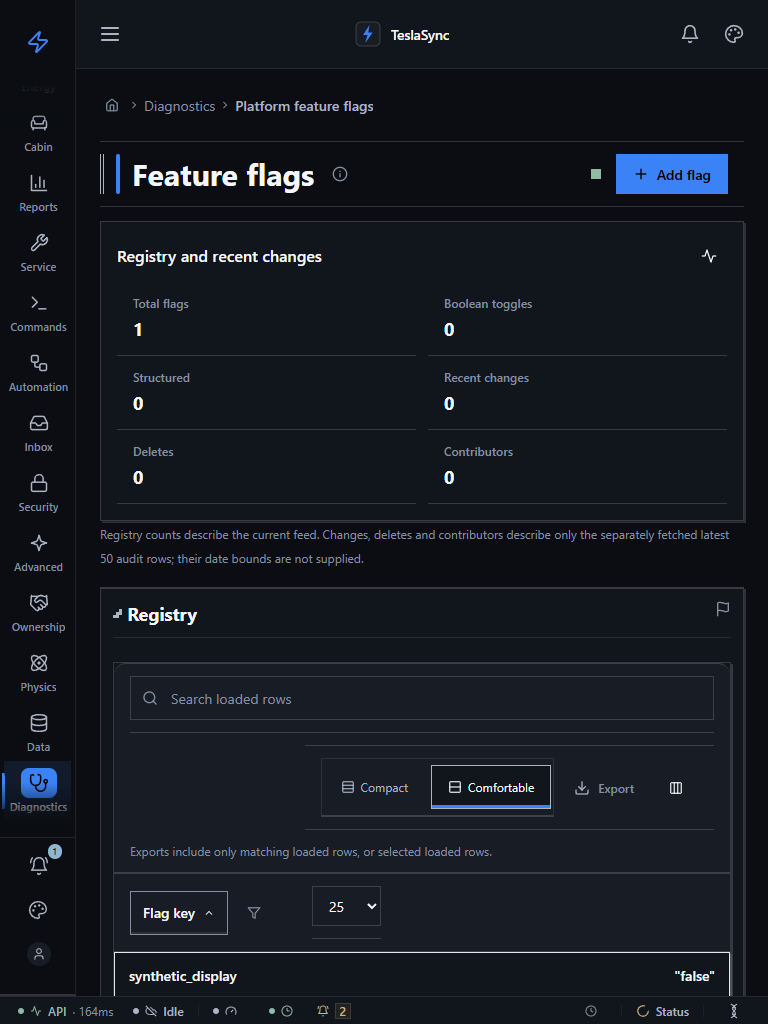 TeslaSync
Energy
Cabin
Reports
Service
Commands
Automation
Inbox
Security
Advanced
Ownership
Physics
Data
Diagnostics
1
Diagnostics
Platform feature flags
Feature flags
Add flag
Registry and recent changes
Total flags
1
Boolean toggles
0
Structured
0
Recent changes
0
Deletes
0
Contributors
0
Registry counts describe the current feed. Changes, deletes and contributors describe only the separately fetched latest
50 audit rows; their date bounds are not supplied.
Registry
Search loaded rows
Compact
Comfortable
Export
Exports include only matching loaded rows, or selected loaded rows.
Flag key
25
synthetic_display
"false"
API · 164ms
Idle
2
Status